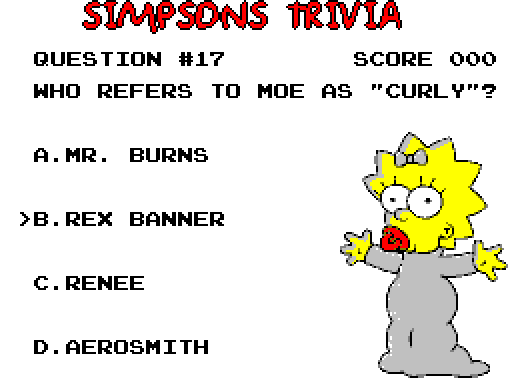 SIMPSONS TRIVIA
QUESTION #17 SCORE 000
WHO REFERS TO MOE AS "CURLY"?
A.MR. BURNS
>B.REX BANNER
C.RENEE
D.AEROSMITH